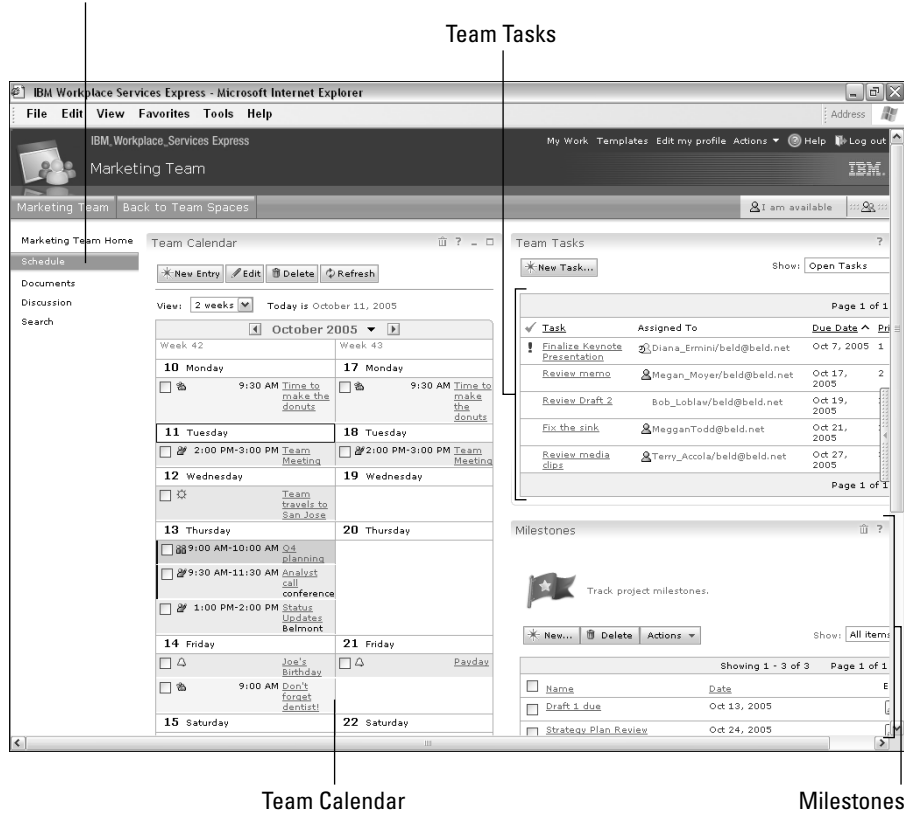 Team Tasks
IBM Workplace Services Express - Microsoft Internet Explorer
File Edit View Favorites Tools Help
Address
IBM Workplace Services Express
My Work Templates Edit my profile Actions Help Log out
Marketing Team
IBM.
Marketing Team Back to Team Spaces
I am available
Marketing Team Home
Schedule
Documents
Discussion
Search
Team Calendar
New Entry Edit Delete Refresh
View: 2 weeks Today is October 11, 2005
October 2005
Week 42 Week 43
10 Monday 17 Monday
9:30 AM Time to make the donuts
9:30 AM Time to make the donuts
11 Tuesday 18 Tuesday
2:00 PM-3:00 PM Team Meeting
2:00 PM-3:00 PM Team Meeting
12 Wednesday 19 Wednesday
Team travels to San Jose
13 Thursday 20 Thursday
9:00 AM-10:00 AM Q4 planning
9:30 AM-11:30 AM Analyst call conference
1:00 PM-2:00 PM Status Updates Belmont
14 Friday 21 Friday
Joe's Birthday
Payday
9:00 AM Don't forget dentist!
15 Saturday 22 Saturday
Team Tasks ?
New Task... Show: Open Tasks
Page 1 of 1
Task Assigned To Due Date Pri
! Finalize Keynote Presentation Diana_Ermini/beld@beld.net Oct 7, 2005 1
Review memo Megan_Moyer/beld@beld.net Oct 17, 2005 2
Review Draft 2 Bob_Loblaw/beld@beld.net Oct 19, 2005
Fix the sink MegganTodd@beld.net Oct 21, 2005
Review media clips Terry_Accola/beld@beld.net Oct 27, 2005
Page 1 of 1
Milestones ?
Track project milestones.
New... Delete Actions Show: All items
Showing 1 - 3 of 3 Page 1 of 1
Name Date E
Draft 1 due Oct 13, 2005
Strategy Plan Review Oct 24, 2005
Team Calendar
Milestones